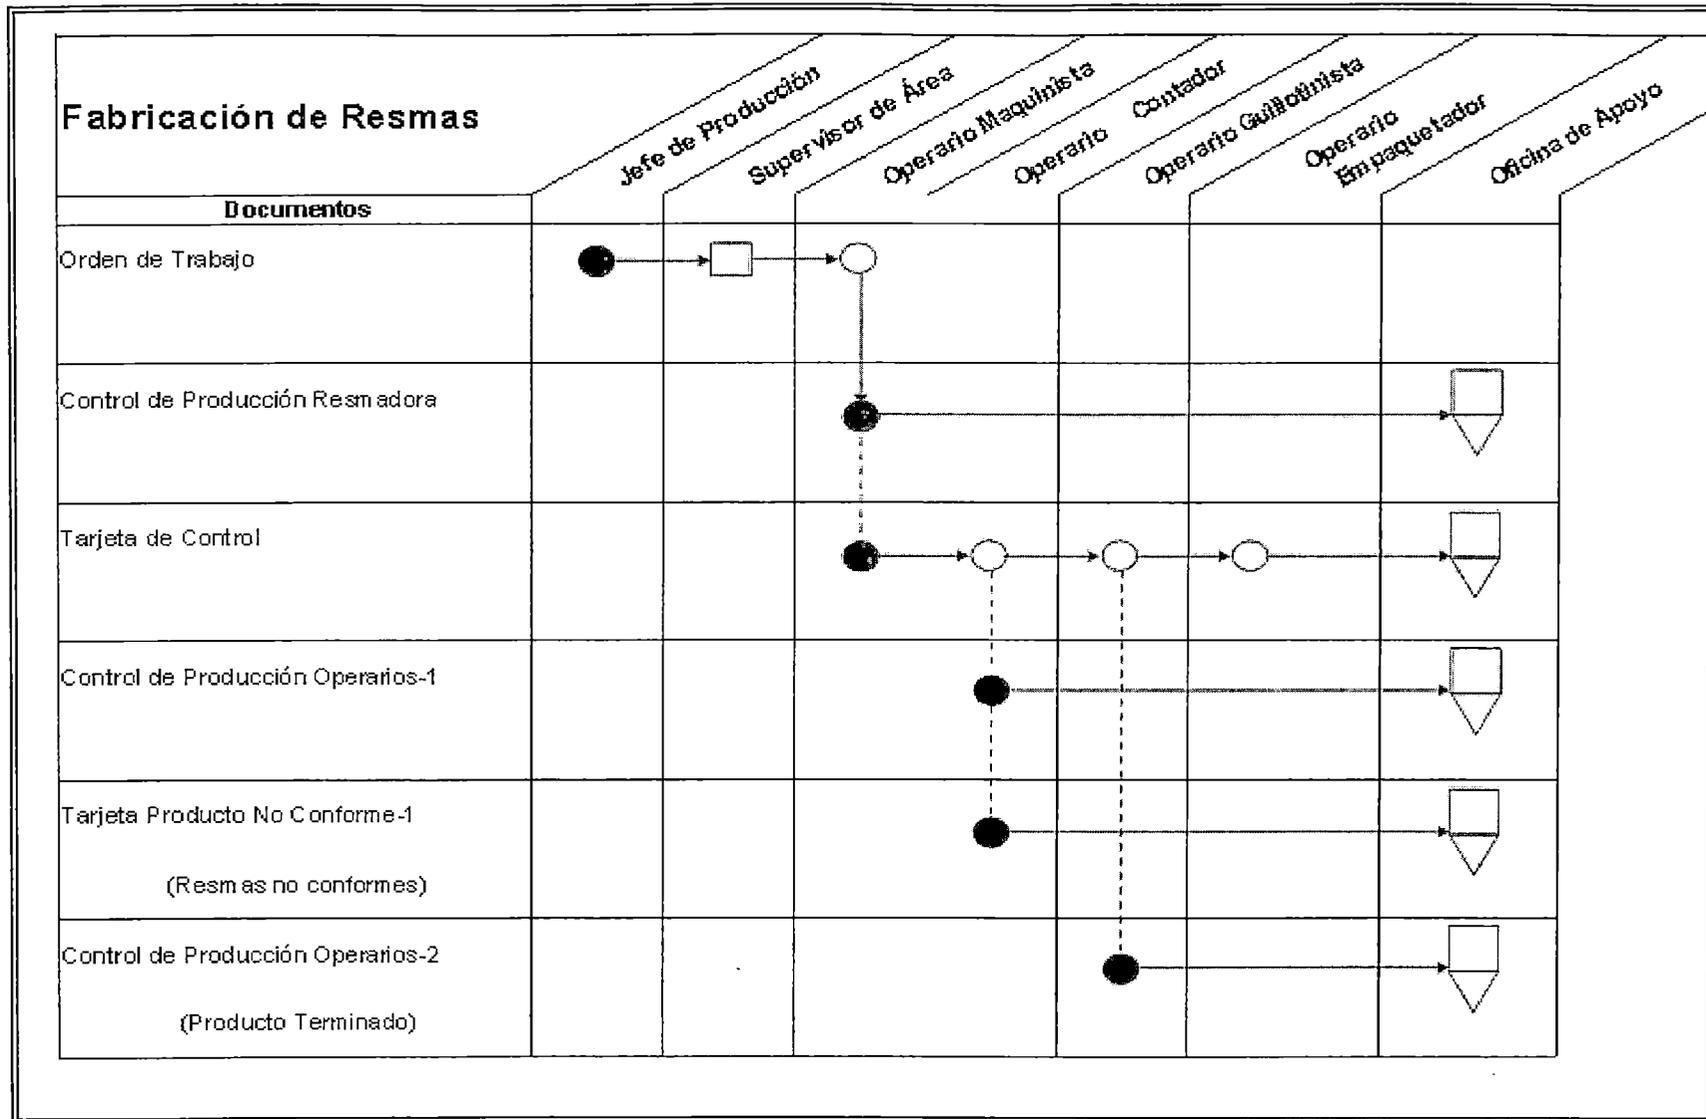 Fabricación de Resmas
Jefe de Producción
Supervisor de Área
Operario Maquinista
Operario Contador
Operario Guillotinista
Operario
Empaquetador
Oficina de Apoyo
Documentos
Orden de Trabajo
Control de Producción Resmadora
Tarjeta de Control
Control de Producción Operarios-1
Tarjeta Producto No Conforme-1
(Resmas no conformes)
Control de Producción Operarios-2
(Producto Terminado)